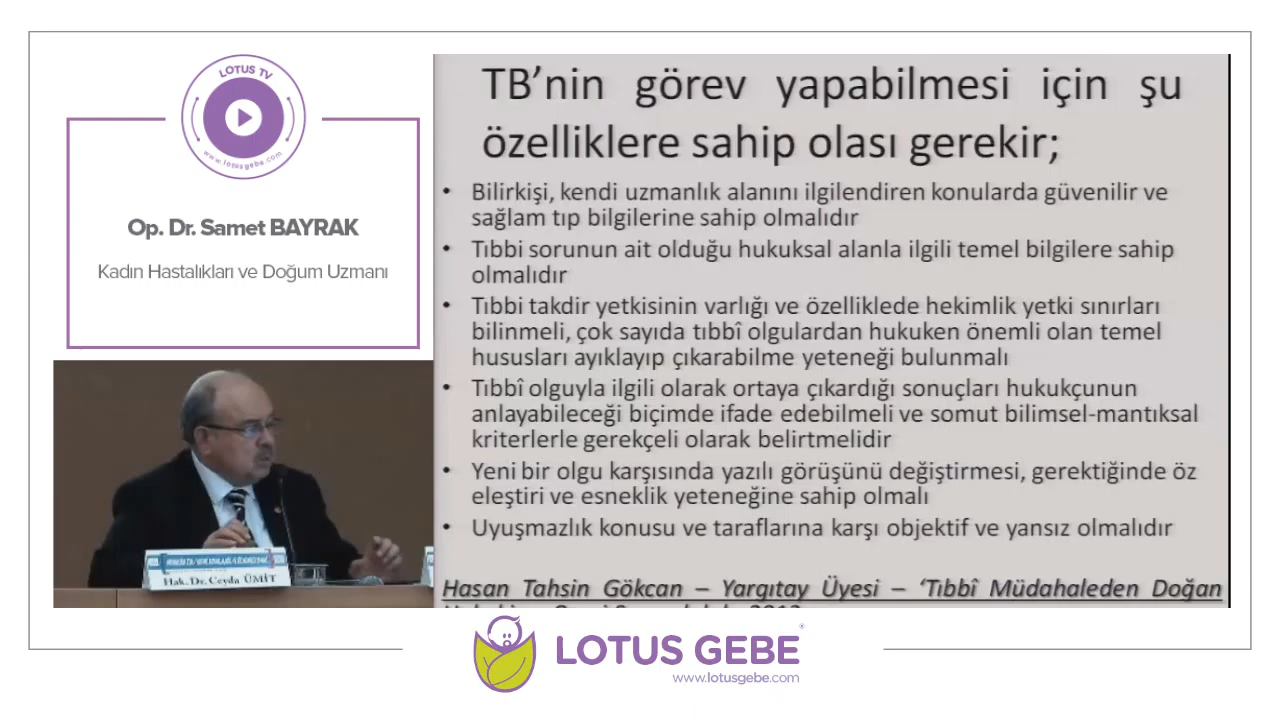 LOTUS TV
www.lotusgebe.com
Op. Dr. Samet BAYRAK
Kadın Hastalıkları ve Doğum Uzmanı
TB’nin görev yapabilmesi için şu
özelliklere sahip olası gerekir;
• Bilirkişi, kendi uzmanlık alanını ilgilendiren konularda güvenilir ve
sağlam tıp bilgilerine sahip olmalıdır
• Tıbbi sorunun ait olduğu hukuksal alanla ilgili temel bilgilere sahip
olmalıdır
• Tıbbi takdir yetkisinin varlığı ve özelliklede hekimlik yetki sınırları
bilinmeli, çok sayıda tıbbî olgulardan hukuken önemli olan temel
hususları ayıklayıp çıkarabilme yeteneği bulunmalı
• Tıbbî olguyla ilgili olarak ortaya çıkardığı sonuçları hukukçunun
anlayabileceği biçimde ifade edebilmeli ve somut bilimsel-mantıksal
kriterlerle gerekçeli olarak belirtmelidir
• Yeni bir olgu karşısında yazılı görüşünü değiştirmesi, gerektiğinde öz
eleştiri ve esneklik yeteneğine sahip olmalı
• Uyuşmazlık konusu ve taraflarına karşı objektif ve yansız olmalıdır
Hasan Tahsin Gökcan – Yargıtay Üyesi – ‘Tıbbî Müdahaleden Doğan
Hak. Dr. Ceyda ÜMİT
LOTUS GEBE ®
www.lotusgebe.com